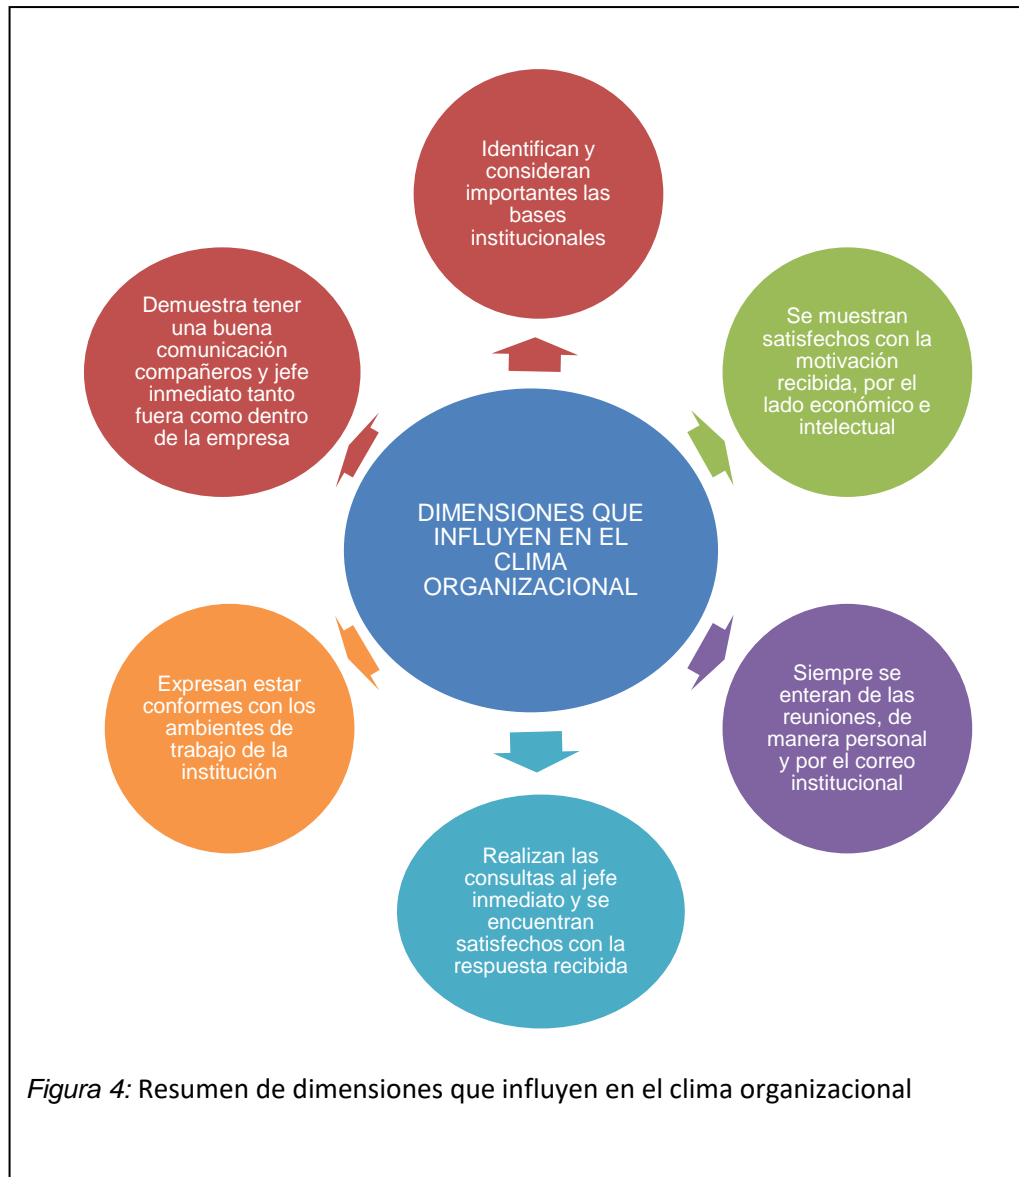 Identifican y
consideran
importantes las
bases
institucionales
Demuestra tener
una buena
comunicación
compañeros y jefe
inmediato tanto
fuera como dentro
de la empresa
Se muestran
satisfechos con la
motivación
recibida, por el
lado económico e
intelectual
DIMENSIONES QUE
INFLUYEN EN EL
CLIMA
ORGANIZACIONAL
Expresan estar
conformes con los
ambientes de
trabajo de la
institución
Siempre se
enteran de las
reuniones, de
manera personal
y por el correo
institucional
Realizan las
consultas al jefe
inmediato y se
encuentran
satisfechos con la
respuesta recibida
Figura 4: Resumen de dimensiones que influyen en el clima organizacional